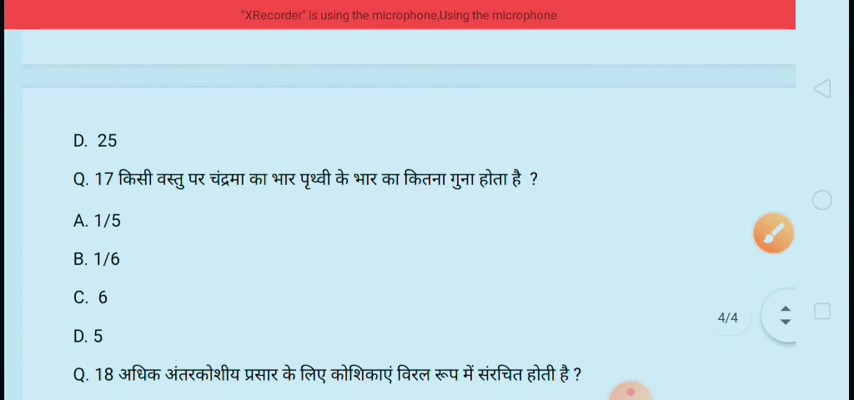 "XRecorder" is using the microphone,Using the microphone
D. 25
Q. 17 किसी वस्तु पर चंद्रमा का भार पृथ्वी के भार का कितना गुना होता है ?
A. 1/5
B. 1/6
C. 6
4/4
D. 5
Q. 18 अधिक अंतरकोशीय प्रसार के लिए कोशिकाएं विरल रूप में संरचित होती है ?